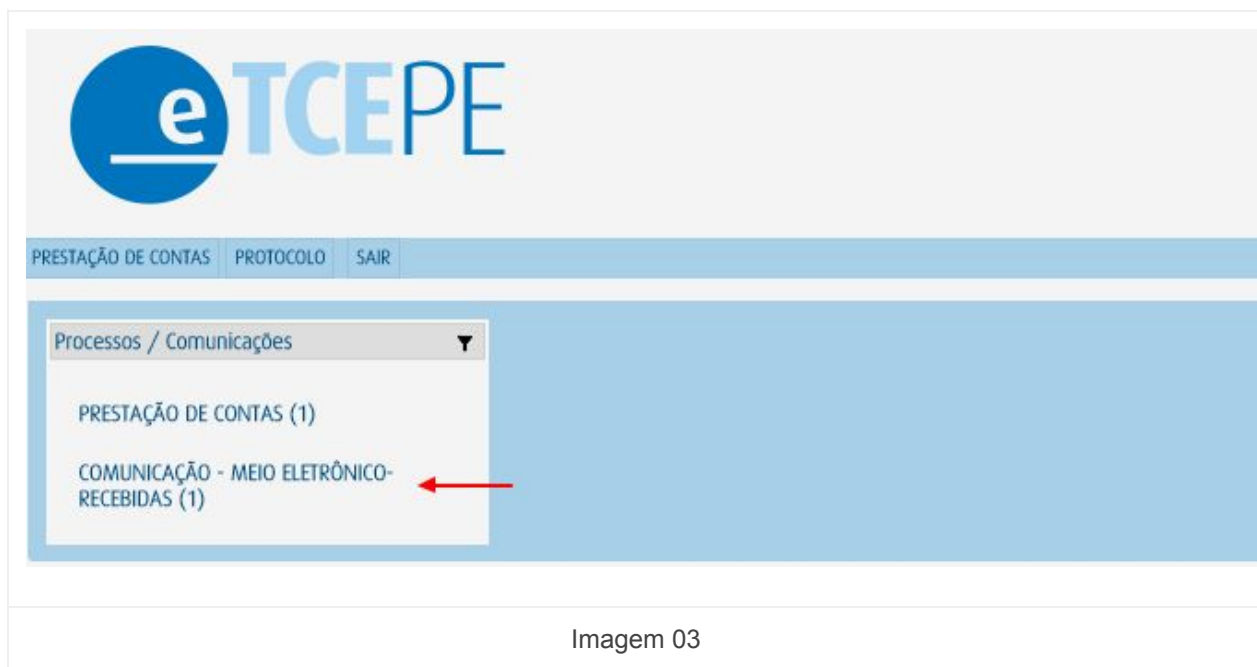 eTCEPE
PRESTAÇÃO DE CONTAS PROTOCOLO SAIR
Processos / Comunicações
PRESTAÇÃO DE CONTAS (1)
COMUNICAÇÃO - MEIO ELETRÔNICO-
RECEBIDAS (1)
Imagem 03